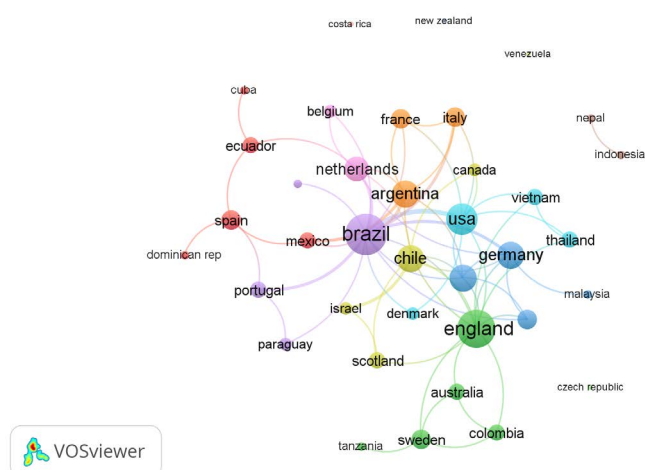 costa rica
new zealand
venezuela
cuba
belgium
france
italy
nepal
ecuador
indonesia
netherlands
canada
argentina
vietnam
spain
usa
brazil
mexico
thailand
dominican rep
chile
germany
portugal
malaysia
israel
denmark
england
paraguay
scotland
czech republic
australia
colombia
sweden
tanzania
VOSviewer